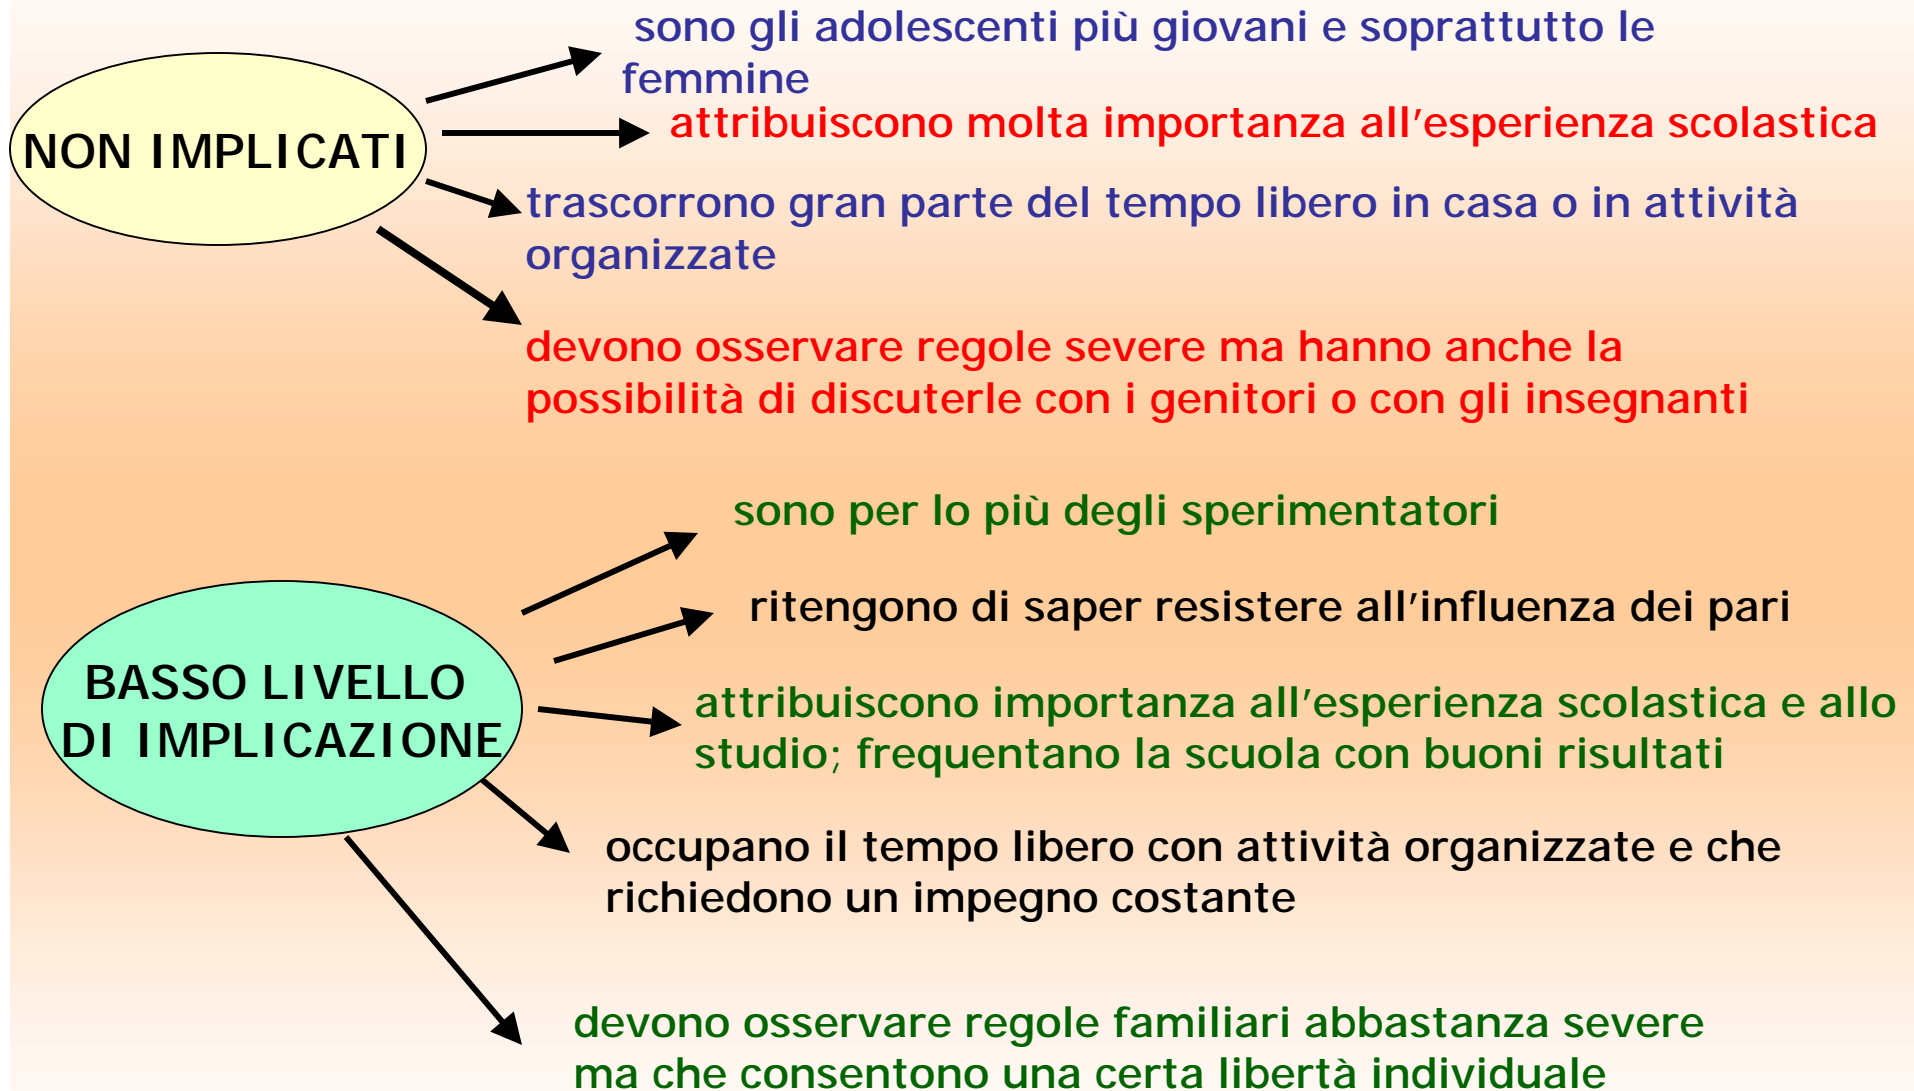 sono gli adolescenti più giovani e soprattutto le
femmine
NON IMPLICATI
attribuiscono molta importanza all'esperienza scolastica
trascorrono gran parte del tempo libero in casa o in attività
organizzate
devono osservare regole severe ma hanno anche la
possibilità di discuterle con i genitori o con gli insegnanti
sono per lo più degli sperimentatori
ritengono di saper resistere all'influenza dei pari
BASSO LIVELLO
DI IMPLICAZIONE
attribuiscono importanza all'esperienza scolastica e allo
studio; frequentano la scuola con buoni risultati
occupano il tempo libero con attività organizzate e che
richiedono un impegno costante
devono osservare regole familiari abbastanza severe
ma che consentono una certa libertà individuale